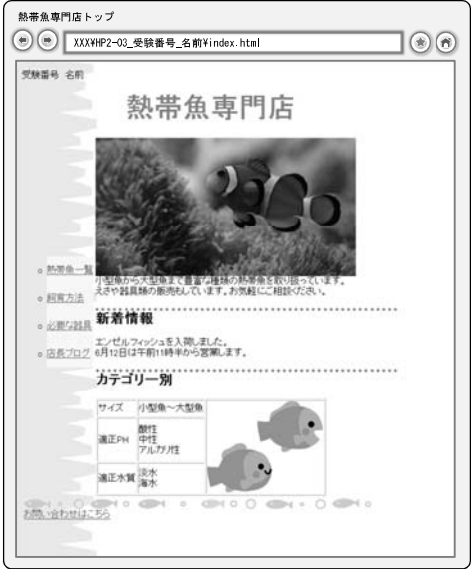 熱帯魚専門店トップ
XXX¥HP2-03_受験番号_名前¥index.html
受験番号 名前
熱帯魚専門店
熱帯魚一覧
飼育方法
必要な器具
店長ブログ
小型魚から大型魚まで豊富な種類の熱帯魚を取り扱っています。
えさや器具類の販売もしています。お気軽にご相談ください。
新着情報
エンゼルフィッシュを入荷しました。
6月12日は午前11時半から営業します。
カテゴリー別
サイズ 小型魚～大型魚
適正PH 酸性
中性
アルカリ性
適正水質 淡水
海水
お問い合わせはこちら